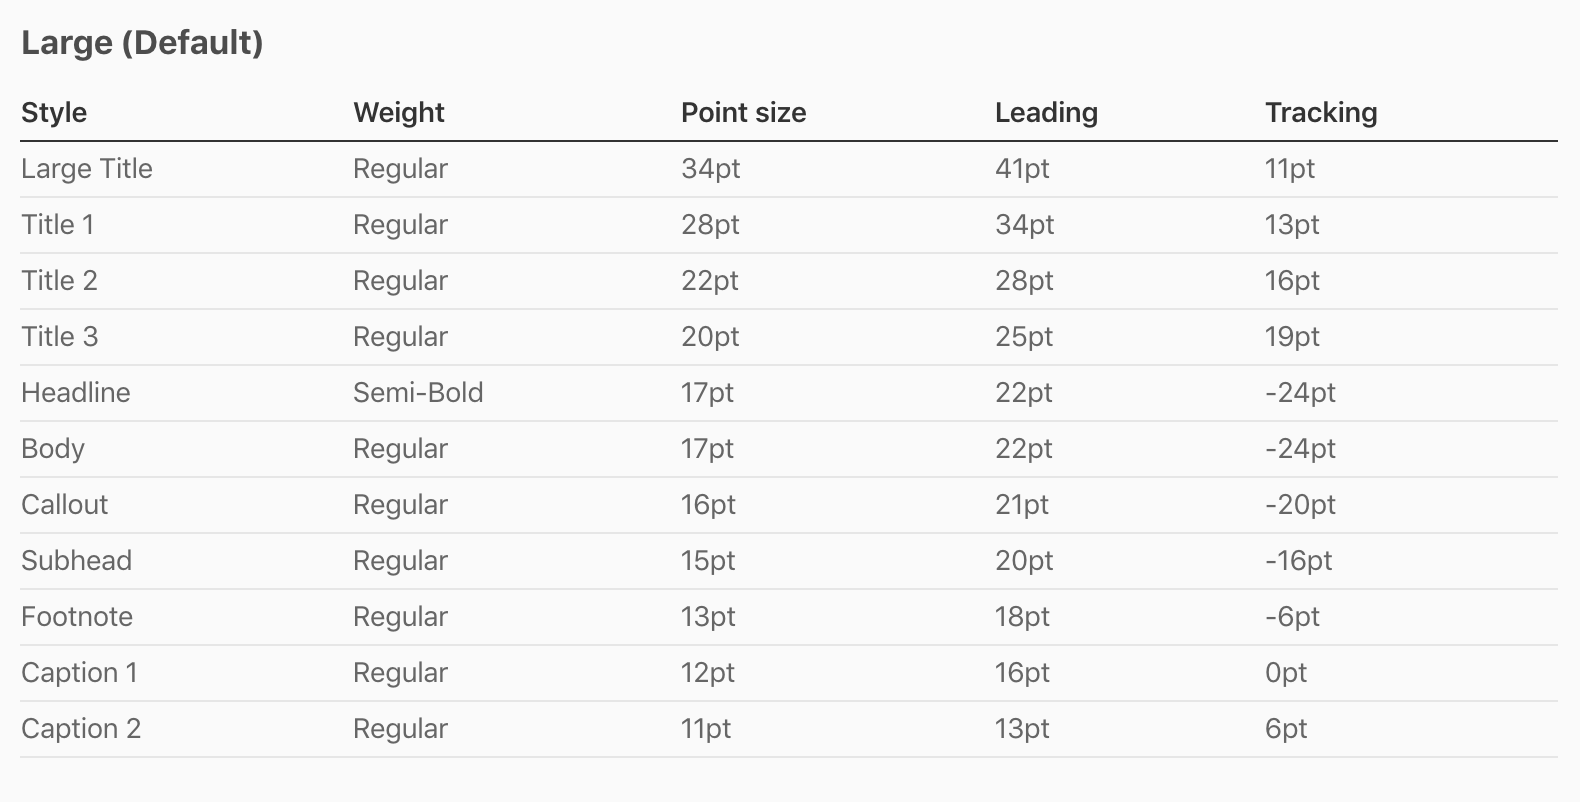 Large (Default)
Style Weight Point size Leading Tracking
Large Title Regular 34pt 41pt 11pt
Title 1 Regular 28pt 34pt 13pt
Title 2 Regular 22pt 28pt 16pt
Title 3 Regular 20pt 25pt 19pt
Headline Semi-Bold 17pt 22pt -24pt
Body Regular 17pt 22pt -24pt
Callout Regular 16pt 21pt -20pt
Subhead Regular 15pt 20pt -16pt
Footnote Regular 13pt 18pt -6pt
Caption 1 Regular 12pt 16pt 0pt
Caption 2 Regular 11pt 13pt 6pt